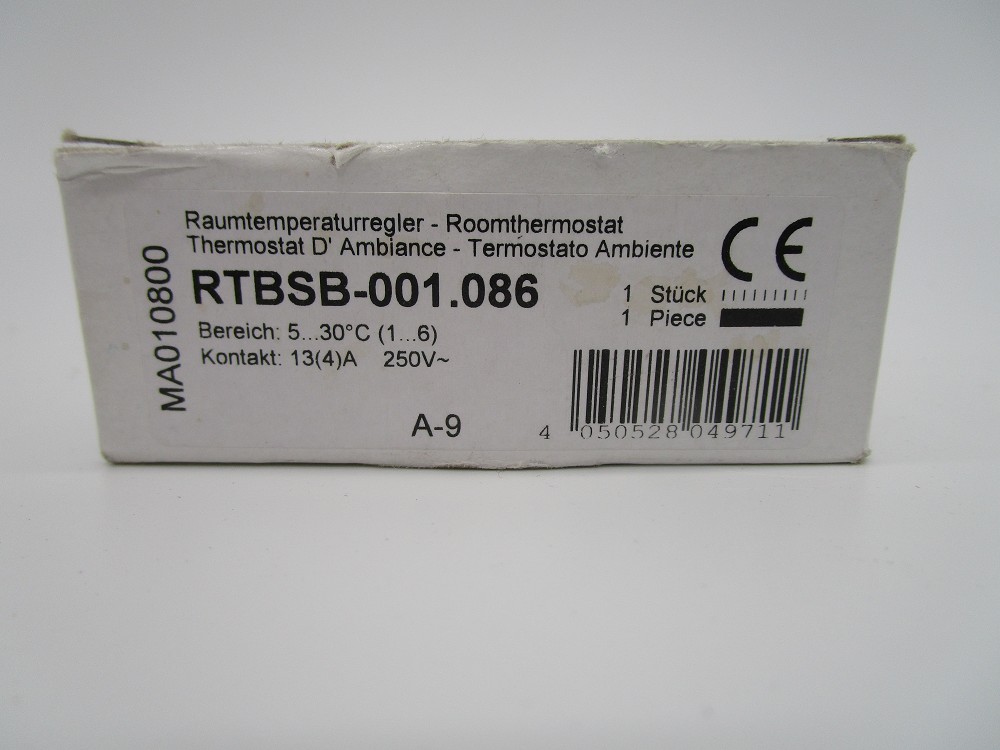 MA010800
Raumtemperaturregler - Roomthermostat
Thermostat D' Ambiance - Termostato Ambiente
RTBSB-001.086
Bereich: 5...30°C (1...6)
Kontakt: 13(4)A 250V~
A-9
CE
1 Stück
1 Piece
4 050528 049711